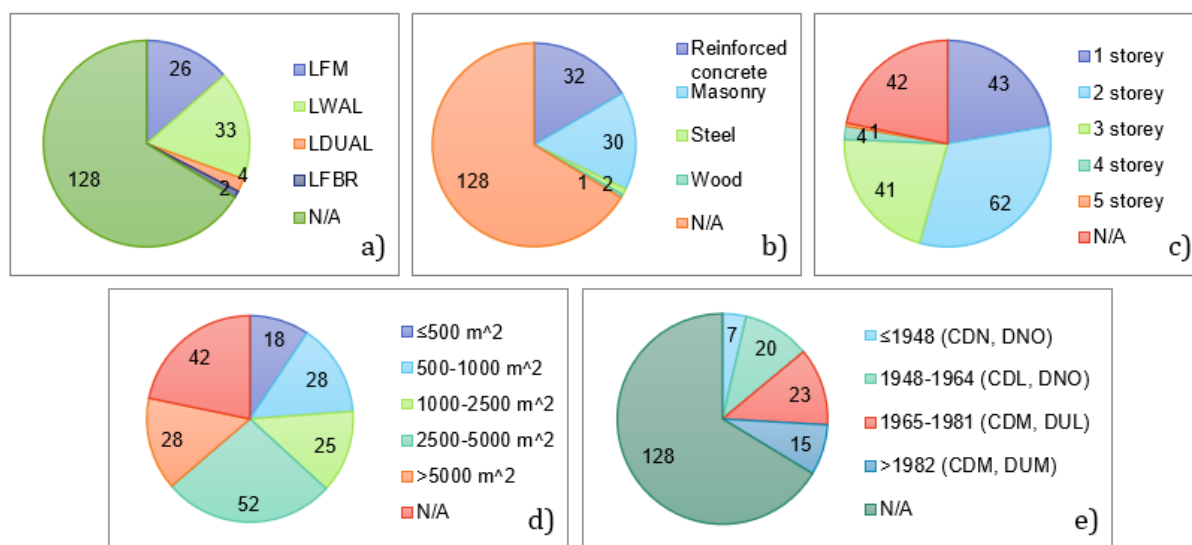 26
33
4
2
128
LFM
LWAL
LDUAL
LFBR
N/A
a)
32
30
2
1
128
Reinforced
concrete
Masonry
Steel
Wood
N/A
b)
43
62
41
4
1
42
1 storey
2 storey
3 storey
4 storey
5 storey
N/A
c)
18
28
25
52
28
42
≤500 m^2
500-1000 m^2
1000-2500 m^2
2500-5000 m^2
>5000 m^2
N/A
d)
7
20
23
15
128
≤1948 (CDN, DNO)
1948-1964 (CDL, DNO)
1965-1981 (CDM, DUL)
>1982 (CDM, DUM)
N/A
e)